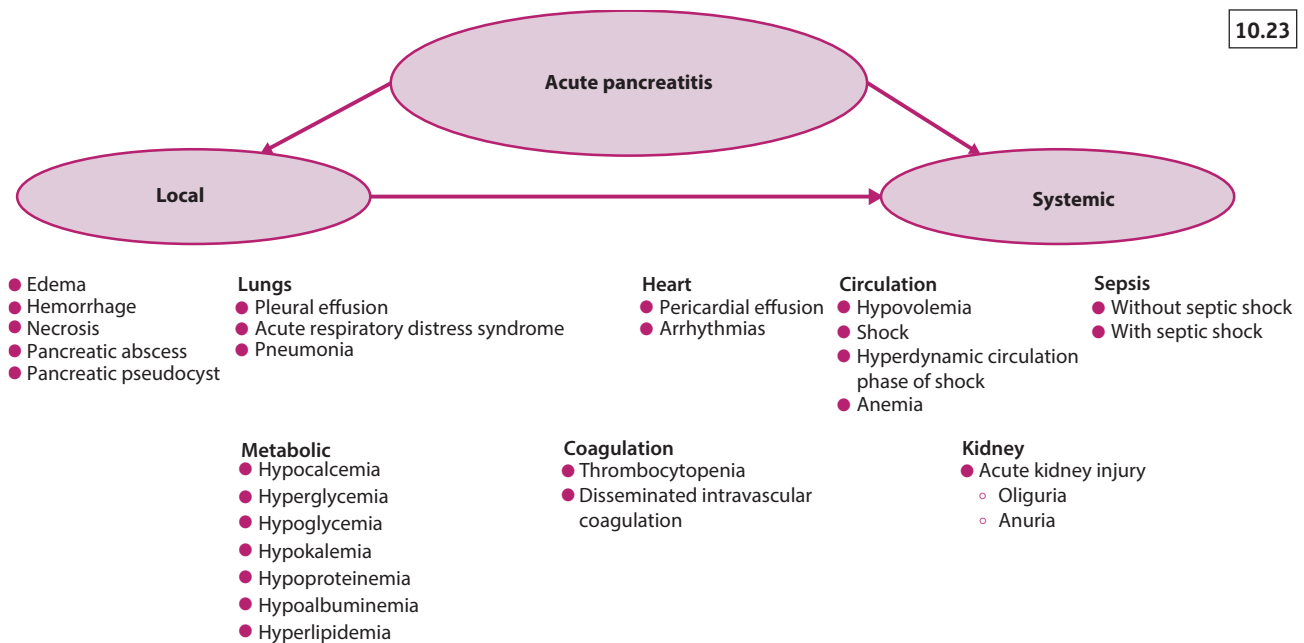 10.23
Acute pancreatitis
Local
Systemic
● Edema
● Hemorrhage
● Necrosis
● Pancreatic abscess
● Pancreatic pseudocyst
Lungs
● Pleural effusion
● Acute respiratory distress syndrome
● Pneumonia
Heart
● Pericardial effusion
● Arrhythmias
Circulation
● Hypovolemia
● Shock
● Hyperdynamic circulation
phase of shock
● Anemia
Sepsis
● Without septic shock
● With septic shock
Metabolic
● Hypocalcemia
● Hyperglycemia
● Hypoglycemia
● Hypokalemia
● Hypoproteinemia
● Hypoalbuminemia
● Hyperlipidemia
Coagulation
● Thrombocytopenia
● Disseminated intravascular
coagulation
Kidney
● Acute kidney injury
○ Oliguria
○ Anuria